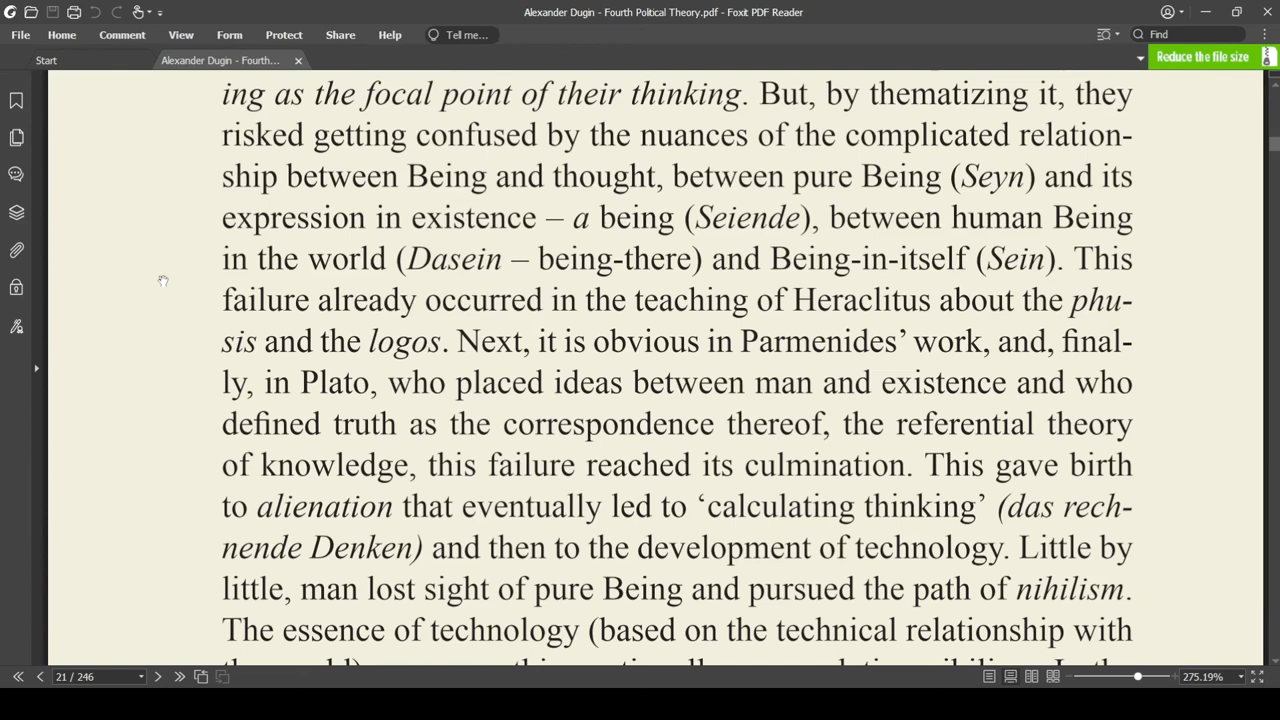 Alexander Dugin - Fourth Political Theory.pdf - Foxit PDF Reader
File Home Comment View Form Protect Share Help Tell me... Find
Start Alexander Dugin - Fourth... Reduce the file size
ing as the focal point of their thinking. But, by thematizing it, they
risked getting confused by the nuances of the complicated relation-
ship between Being and thought, between pure Being (Seyn) and its
expression in existence – a being (Seiende), between human Being
in the world (Dasein – being-there) and Being-in-itself (Sein). This
failure already occurred in the teaching of Heraclitus about the phu-
sis and the logos. Next, it is obvious in Parmenides’ work, and, final-
ly, in Plato, who placed ideas between man and existence and who
defined truth as the correspondence thereof, the referential theory
of knowledge, this failure reached its culmination. This gave birth
to alienation that eventually led to ‘calculating thinking’ (das rech-
nende Denken) and then to the development of technology. Little by
little, man lost sight of pure Being and pursued the path of nihilism.
The essence of technology (based on the technical relationship with
21 / 246 275.19%